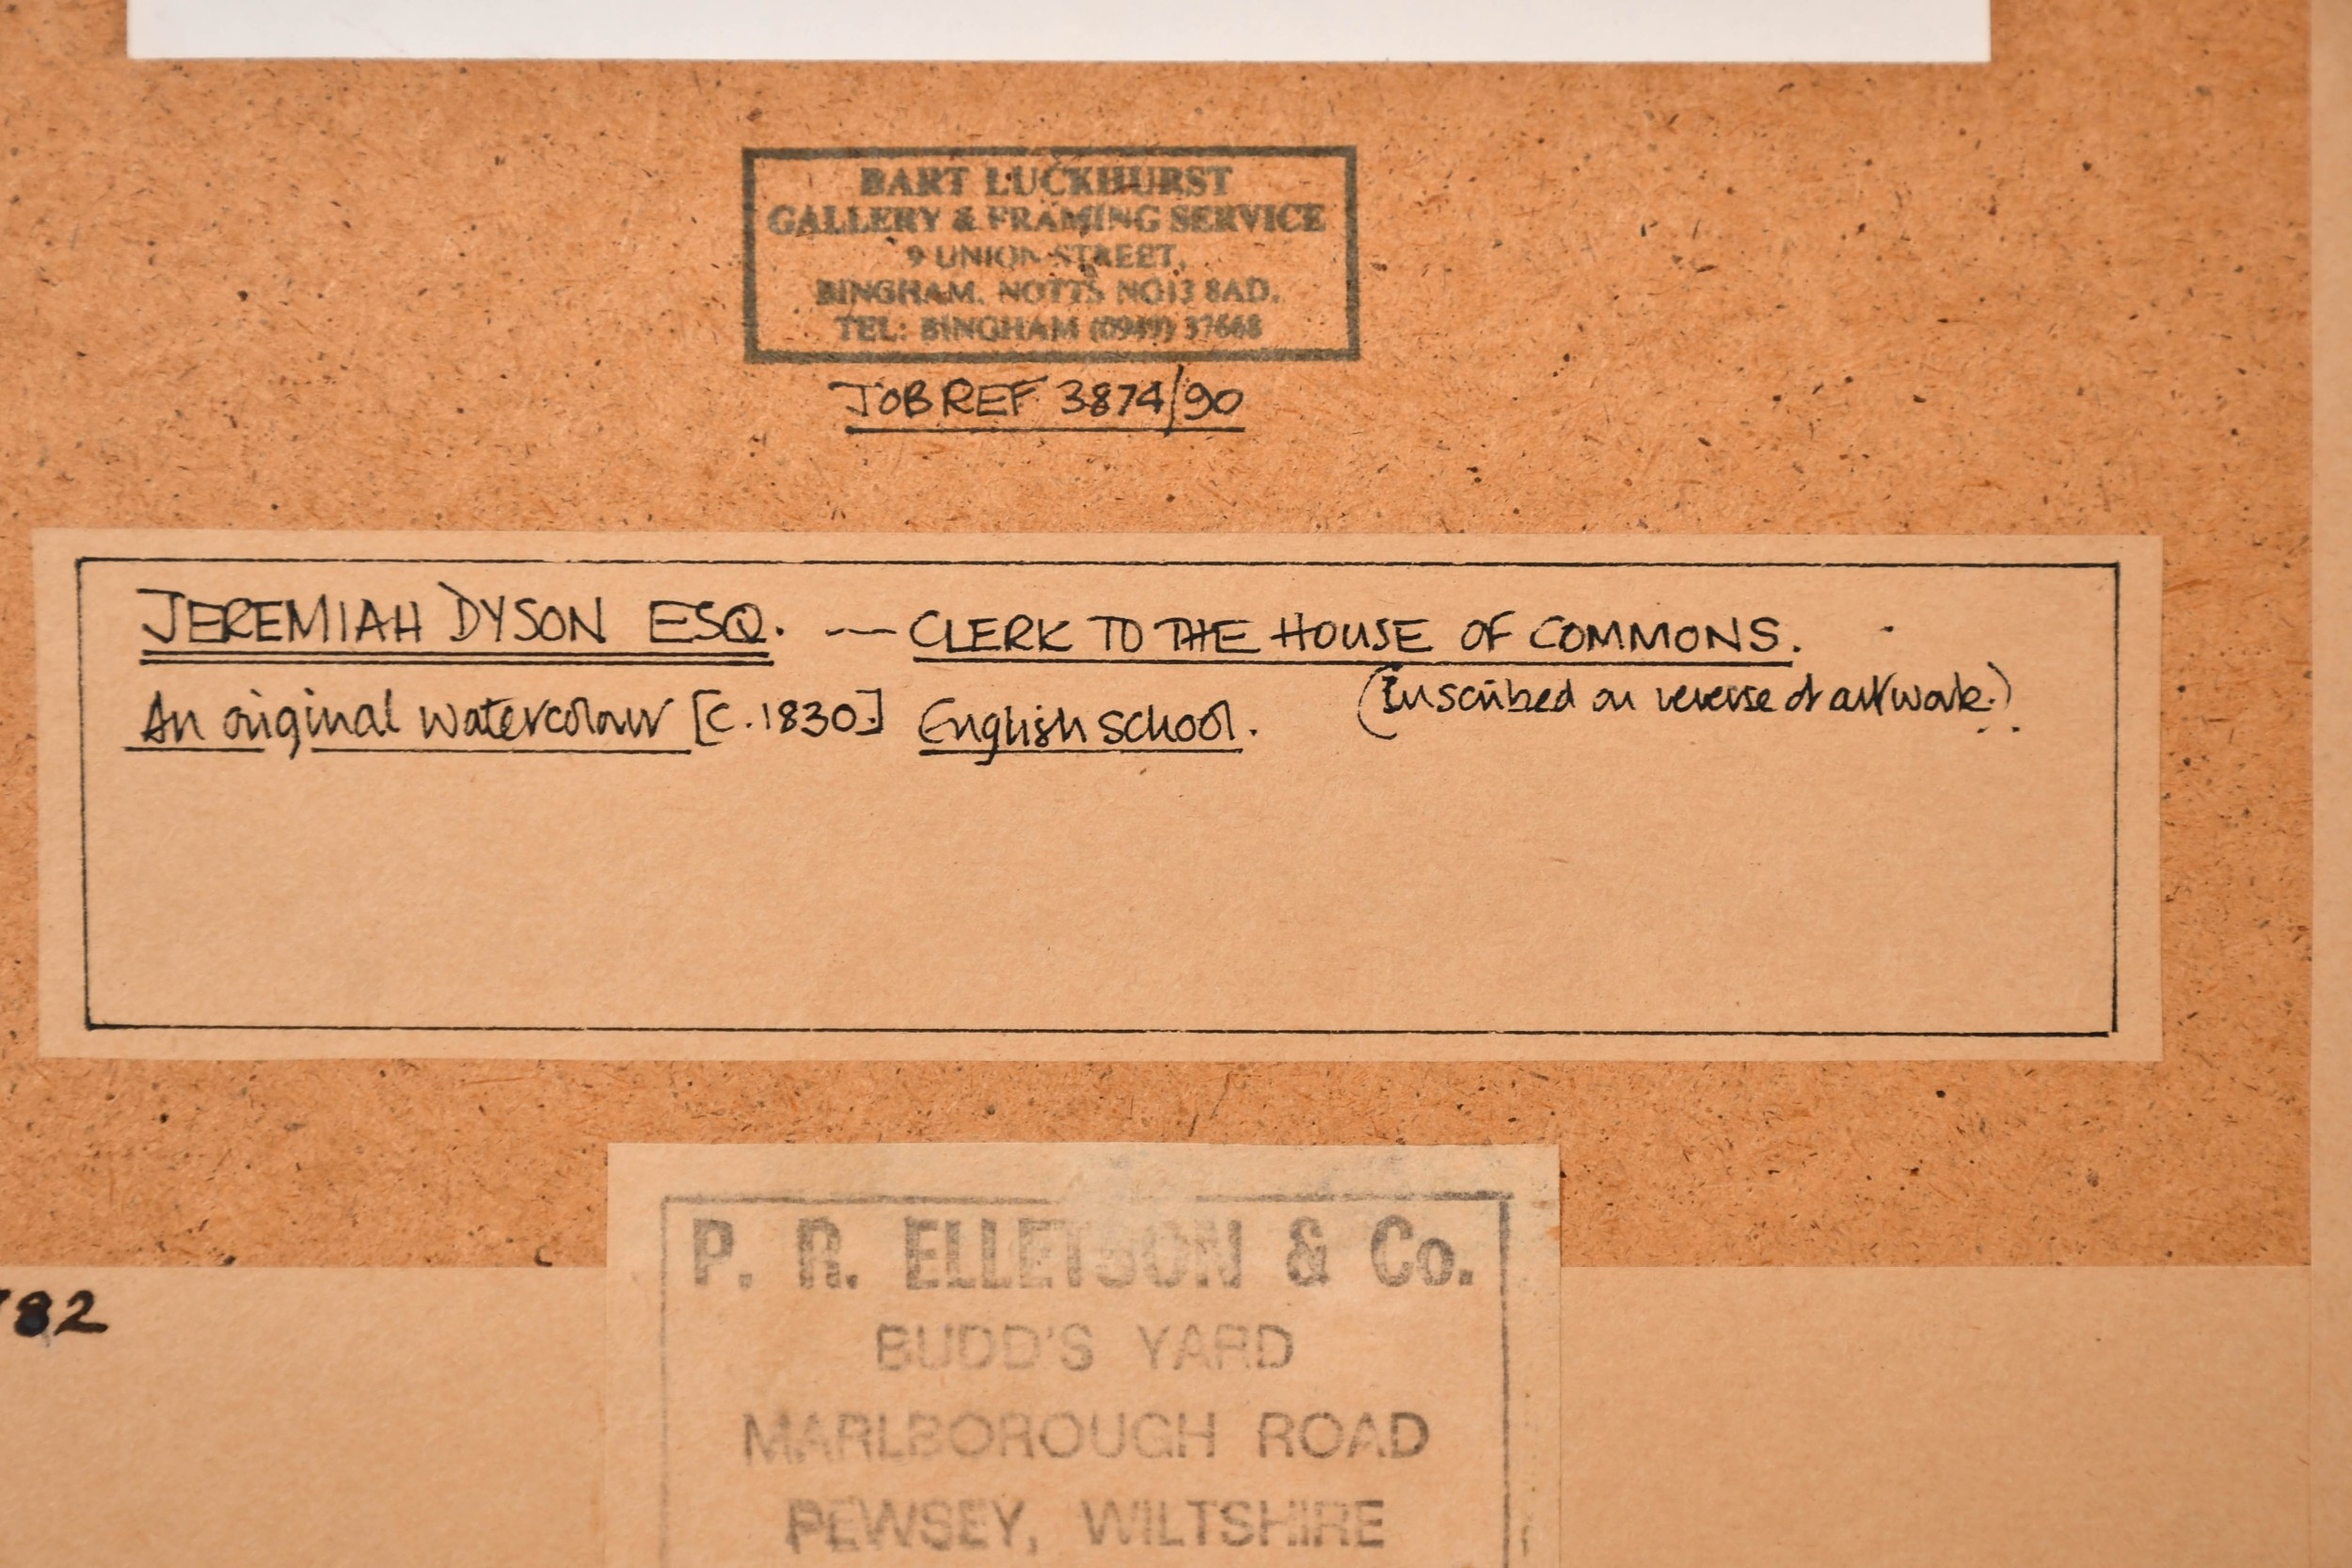 BART LUCKHURST
GALLERY & FRAMING SERVICE
9 UNION STREET,
BINGHAM, NOTTS NG13 8AD.
TEL: BINGHAM (0949) 37668
JOB REF 3874/90
JEREMIAH DYSON ESQ. --- CLERK TO THE HOUSE OF COMMONS.
An original watercolour [c.1830.] English school. (Inscribed on reverse of artwork.)
P. R. ELLETSON & Co.
82
BUDD'S YARD
MARLBOROUGH ROAD
PEWSEY, WILTSHIRE